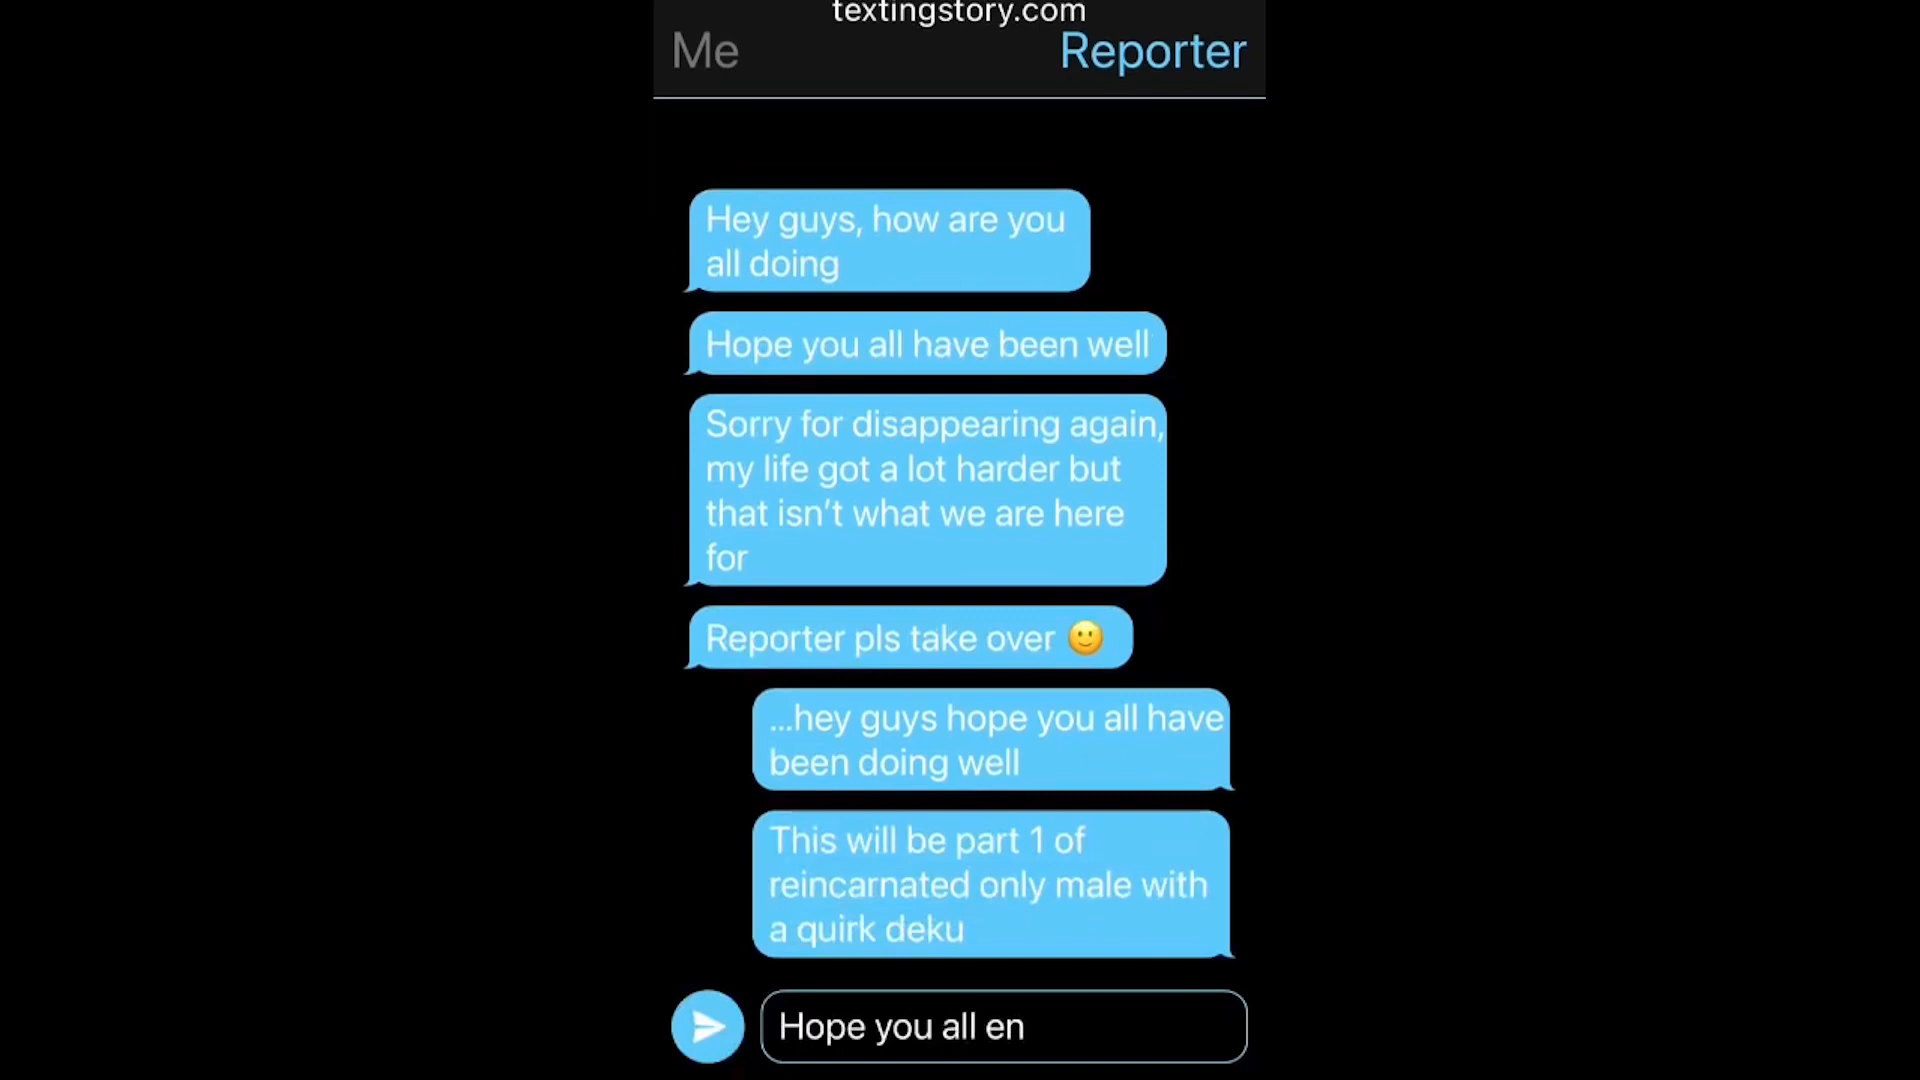 textingstory.com
Me
Reporter
Hey guys, how are you
all doing
Hope you all have been well
Sorry for disappearing again,
my life got a lot harder but
that isn’t what we are here
for
Reporter pls take over 🙂
...hey guys hope you all have
been doing well
This will be part 1 of
reincarnated only male with
a quirk deku
Hope you all en